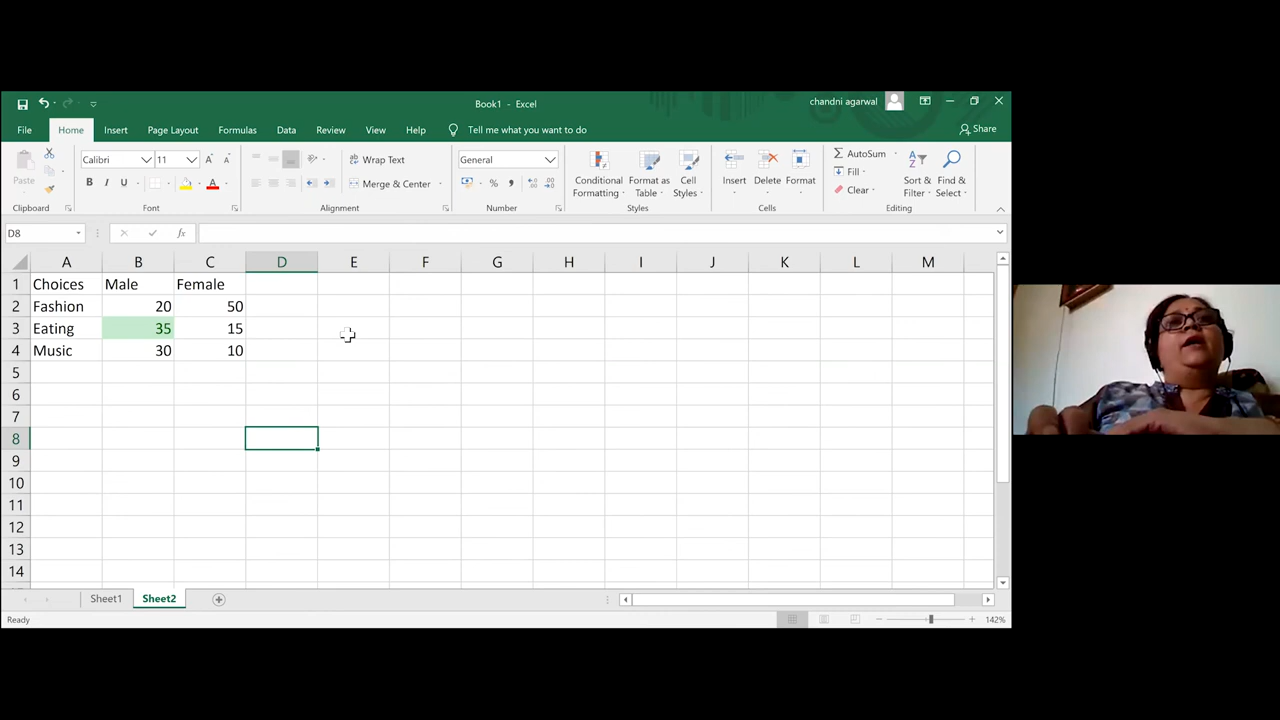 Book1 - Excel
chandni agarwal
File Home Insert Page Layout Formulas Data Review View Help Tell me what you want to do
Share
Paste
Calibri 11
Wrap Text
General
Conditional Formatting
Format as Table
Cell Styles
Insert Delete Format
AutoSum
Fill
Clear
Sort & Filter
Find & Select
B I U
Merge & Center
Clipboard Font Alignment Number Styles Cells Editing
D8 fx
A B C D E F G H I J K L M
1 Choices Male Female
2 Fashion 20 50
3 Eating 35 15
4 Music 30 10
5
6
7
8
9
10
11
12
13
14
Sheet1 Sheet2
Ready 142%